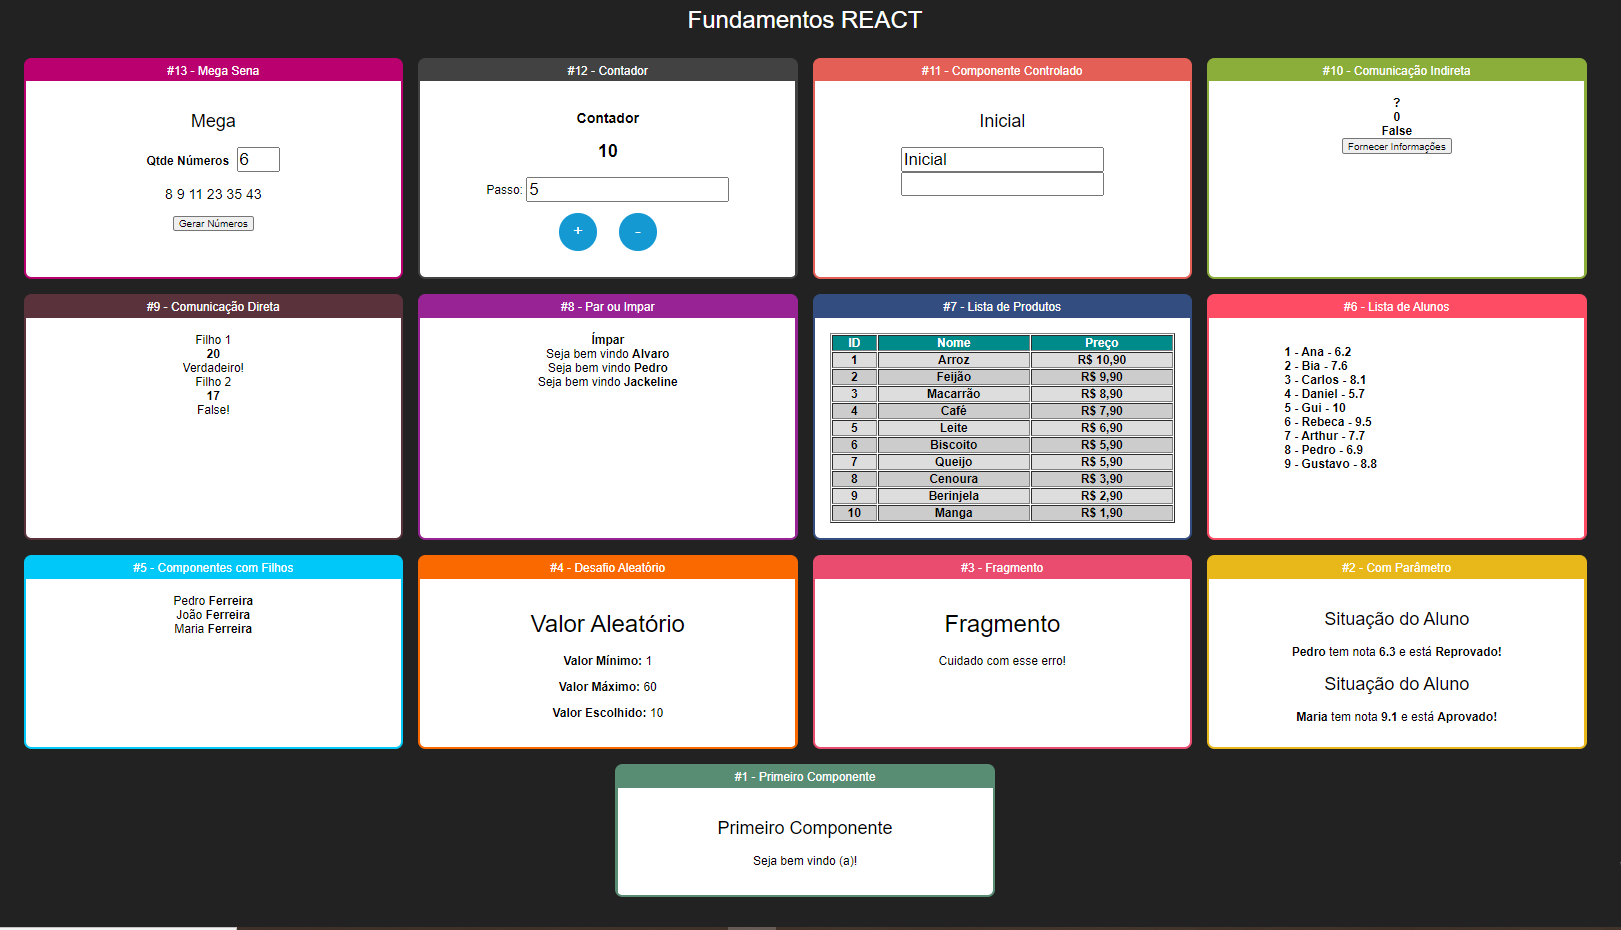 Fundamentos REACT
#13 - Mega Sena
Mega
Qtde Números 6
8 9 11 23 35 43
Gerar Números
#12 - Contador
Contador
10
Passo: 5
+ -
#11 - Componente Controlado
Inicial
Inicial
#10 - Comunicação Indireta
?
0
False
Fornecer Informações
#9 - Comunicação Direta
Filho 1
20
Verdadeiro!
Filho 2
17
False!
#8 - Par ou Impar
Ímpar
Seja bem vindo Alvaro
Seja bem vindo Pedro
Seja bem vindo Jackeline
#7 - Lista de Produtos
ID Nome Preço
1 Arroz R$ 10,90
2 Feijão R$ 9,90
3 Macarrão R$ 8,90
4 Café R$ 7,90
5 Leite R$ 6,90
6 Biscoito R$ 5,90
7 Queijo R$ 5,90
8 Cenoura R$ 3,90
9 Berinjela R$ 2,90
10 Manga R$ 1,90
#6 - Lista de Alunos
1 - Ana - 6.2
2 - Bia - 7.6
3 - Carlos - 8.1
4 - Daniel - 5.7
5 - Gui - 10
6 - Rebeca - 9.5
7 - Arthur - 7.7
8 - Pedro - 6.9
9 - Gustavo - 8.8
#5 - Componentes com Filhos
Pedro Ferreira
João Ferreira
Maria Ferreira
#4 - Desafio Aleatório
Valor Aleatório
Valor Mínimo: 1
Valor Máximo: 60
Valor Escolhido: 10
#3 - Fragmento
Fragmento
Cuidado com esse erro!
#2 - Com Parâmetro
Situação do Aluno
Pedro tem nota 6.3 e está Reprovado!
Situação do Aluno
Maria tem nota 9.1 e está Aprovado!
#1 - Primeiro Componente
Primeiro Componente
Seja bem vindo (a)!